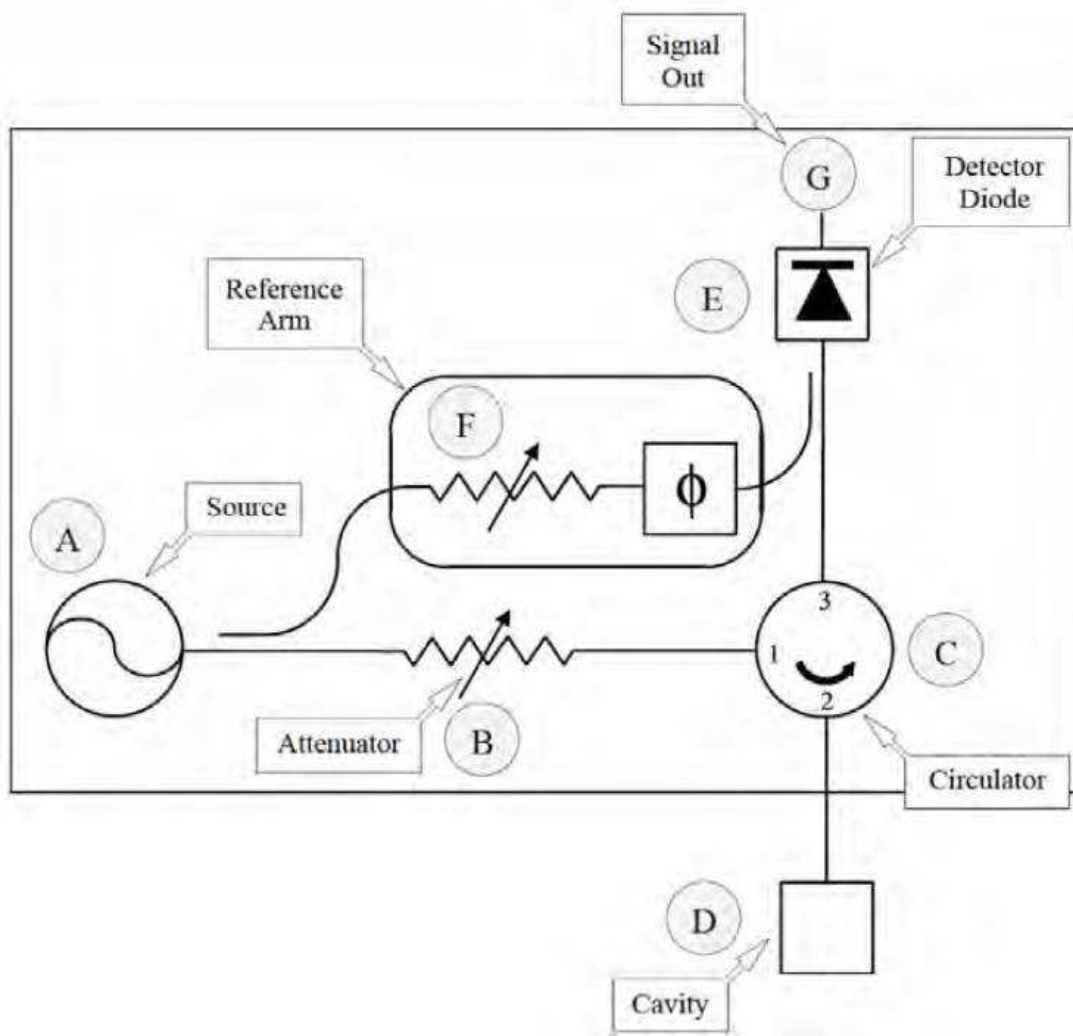 Signal
Out
G
Detector
Diode
E
Reference
Arm
F
ϕ
Source
A
3
1
2
C
Attenuator
B
Circulator
D
Cavity